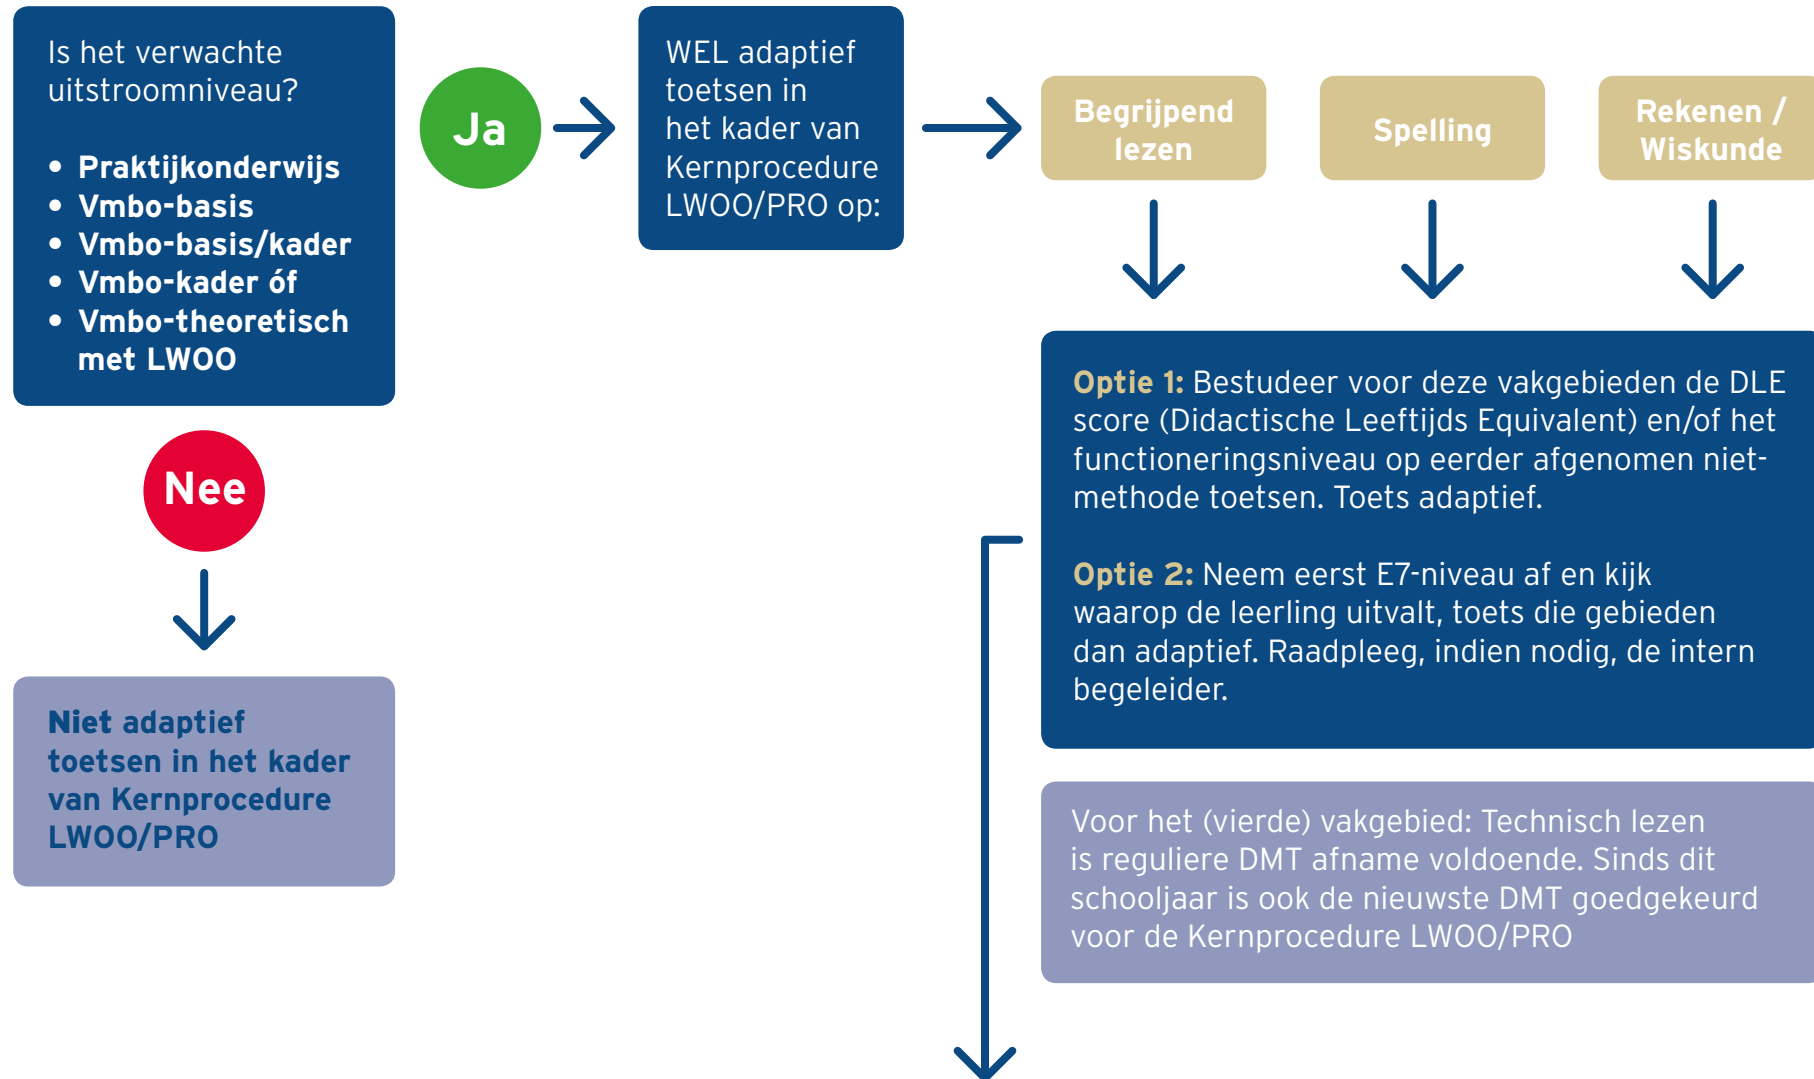 Is het verwachte
uitstroomniveau?
• Praktijkonderwijs
• Vmbo-basis
• Vmbo-basis/kader
• Vmbo-kader óf
• Vmbo-theoretisch
met LWOO
Ja
WEL adaptief
toetsen in
het kader van
Kernprocedure
LWOO/PRO op:
Begrijpend
lezen
Spelling
Rekenen /
Wiskunde
Optie 1: Bestudeer voor deze vakgebieden de DLE
score (Didactische Leeftijds Equivalent) en/of het
functioneringsniveau op eerder afgenomen niet-
methode toetsen. Toets adaptief.
Optie 2: Neem eerst E7-niveau af en kijk
waarop de leerling uitvalt, toets die gebieden
dan adaptief. Raadpleeg, indien nodig, de intern
begeleider.
Nee
Niet adaptief
toetsen in het kader
van Kernprocedure
LWOO/PRO
Voor het (vierde) vakgebied: Technisch lezen
is reguliere DMT afname voldoende. Sinds dit
schooljaar is ook de nieuwste DMT goedgekeurd
voor de Kernprocedure LWOO/PRO